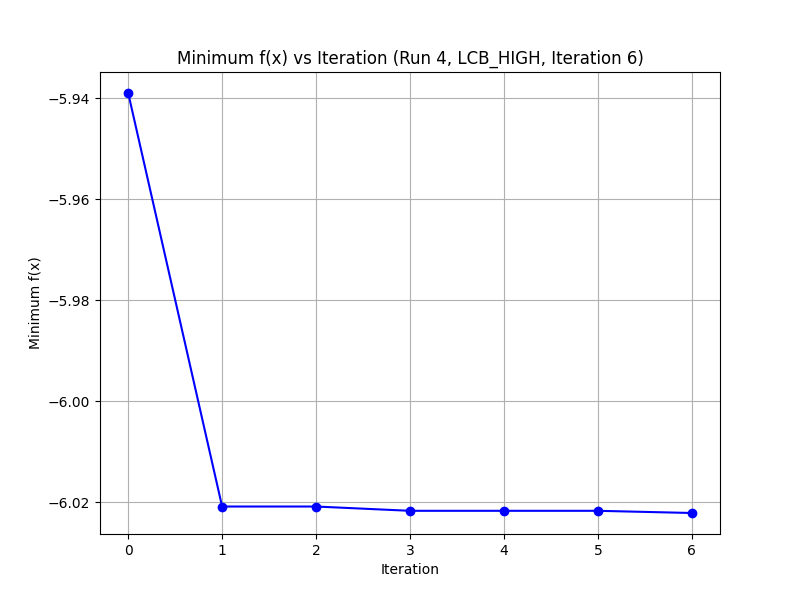 Minimum f(x) vs Iteration (Run 4, LCB_HIGH, Iteration 6)
Minimum f(x)
−5.94
−5.96
−5.98
−6.00
−6.02
0 1 2 3 4 5 6
Iteration